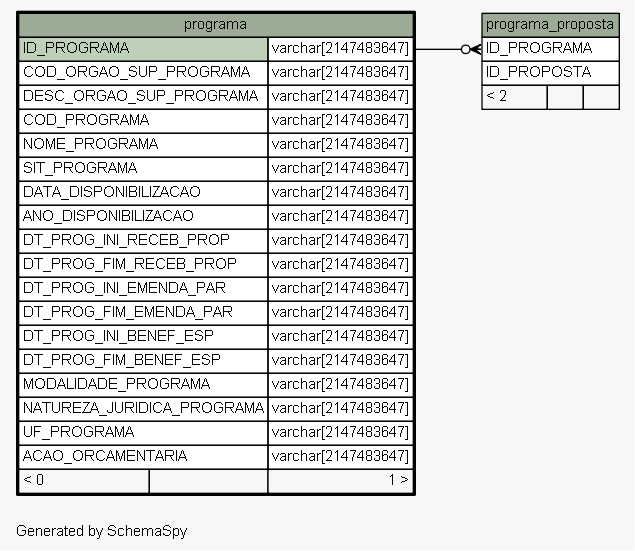 programa
ID_PROGRAMA varchar[2147483647]
COD_ORGAO_SUP_PROGRAMA varchar[2147483647]
DESC_ORGAO_SUP_PROGRAMA varchar[2147483647]
COD_PROGRAMA varchar[2147483647]
NOME_PROGRAMA varchar[2147483647]
SIT_PROGRAMA varchar[2147483647]
DATA_DISPONIBILIZACAO varchar[2147483647]
ANO_DISPONIBILIZACAO varchar[2147483647]
DT_PROG_INI_RECEB_PROP varchar[2147483647]
DT_PROG_FIM_RECEB_PROP varchar[2147483647]
DT_PROG_INI_EMENDA_PAR varchar[2147483647]
DT_PROG_FIM_EMENDA_PAR varchar[2147483647]
DT_PROG_INI_BENEF_ESP varchar[2147483647]
DT_PROG_FIM_BENEF_ESP varchar[2147483647]
MODALIDADE_PROGRAMA varchar[2147483647]
NATUREZA_JURIDICA_PROGRAMA varchar[2147483647]
UF_PROGRAMA varchar[2147483647]
ACAO_ORCAMENTARIA varchar[2147483647]
< 0 1 >
programa_proposta
ID_PROGRAMA
ID_PROPOSTA
< 2
Generated by SchemaSpy